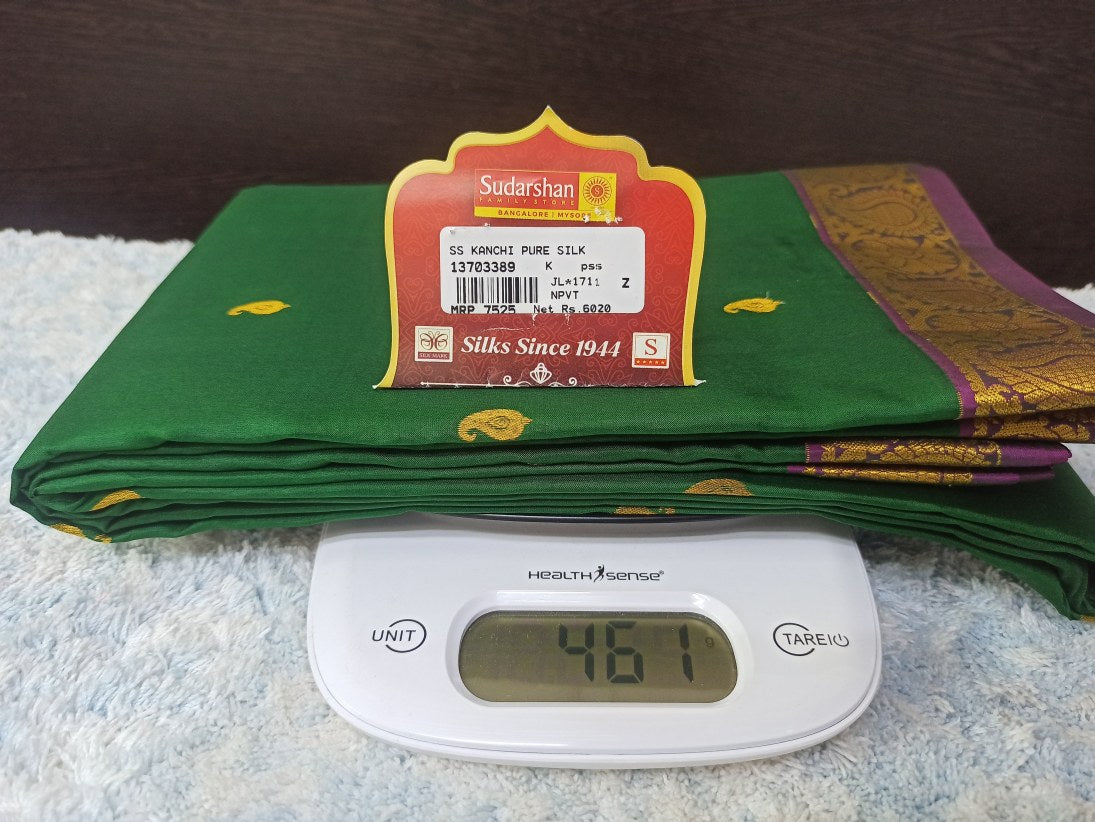 Sudarshan
FAMILY STORE
BANGALORE | MYSORE
SS KANCHI PURE SILK
13703389 K pss
JL*1711 Z
NPVT
MRP 7525 Net Rs.6020
SILK MARK
Silks Since 1944
S
HEALTH SENSE®
UNIT
461 g
TARE